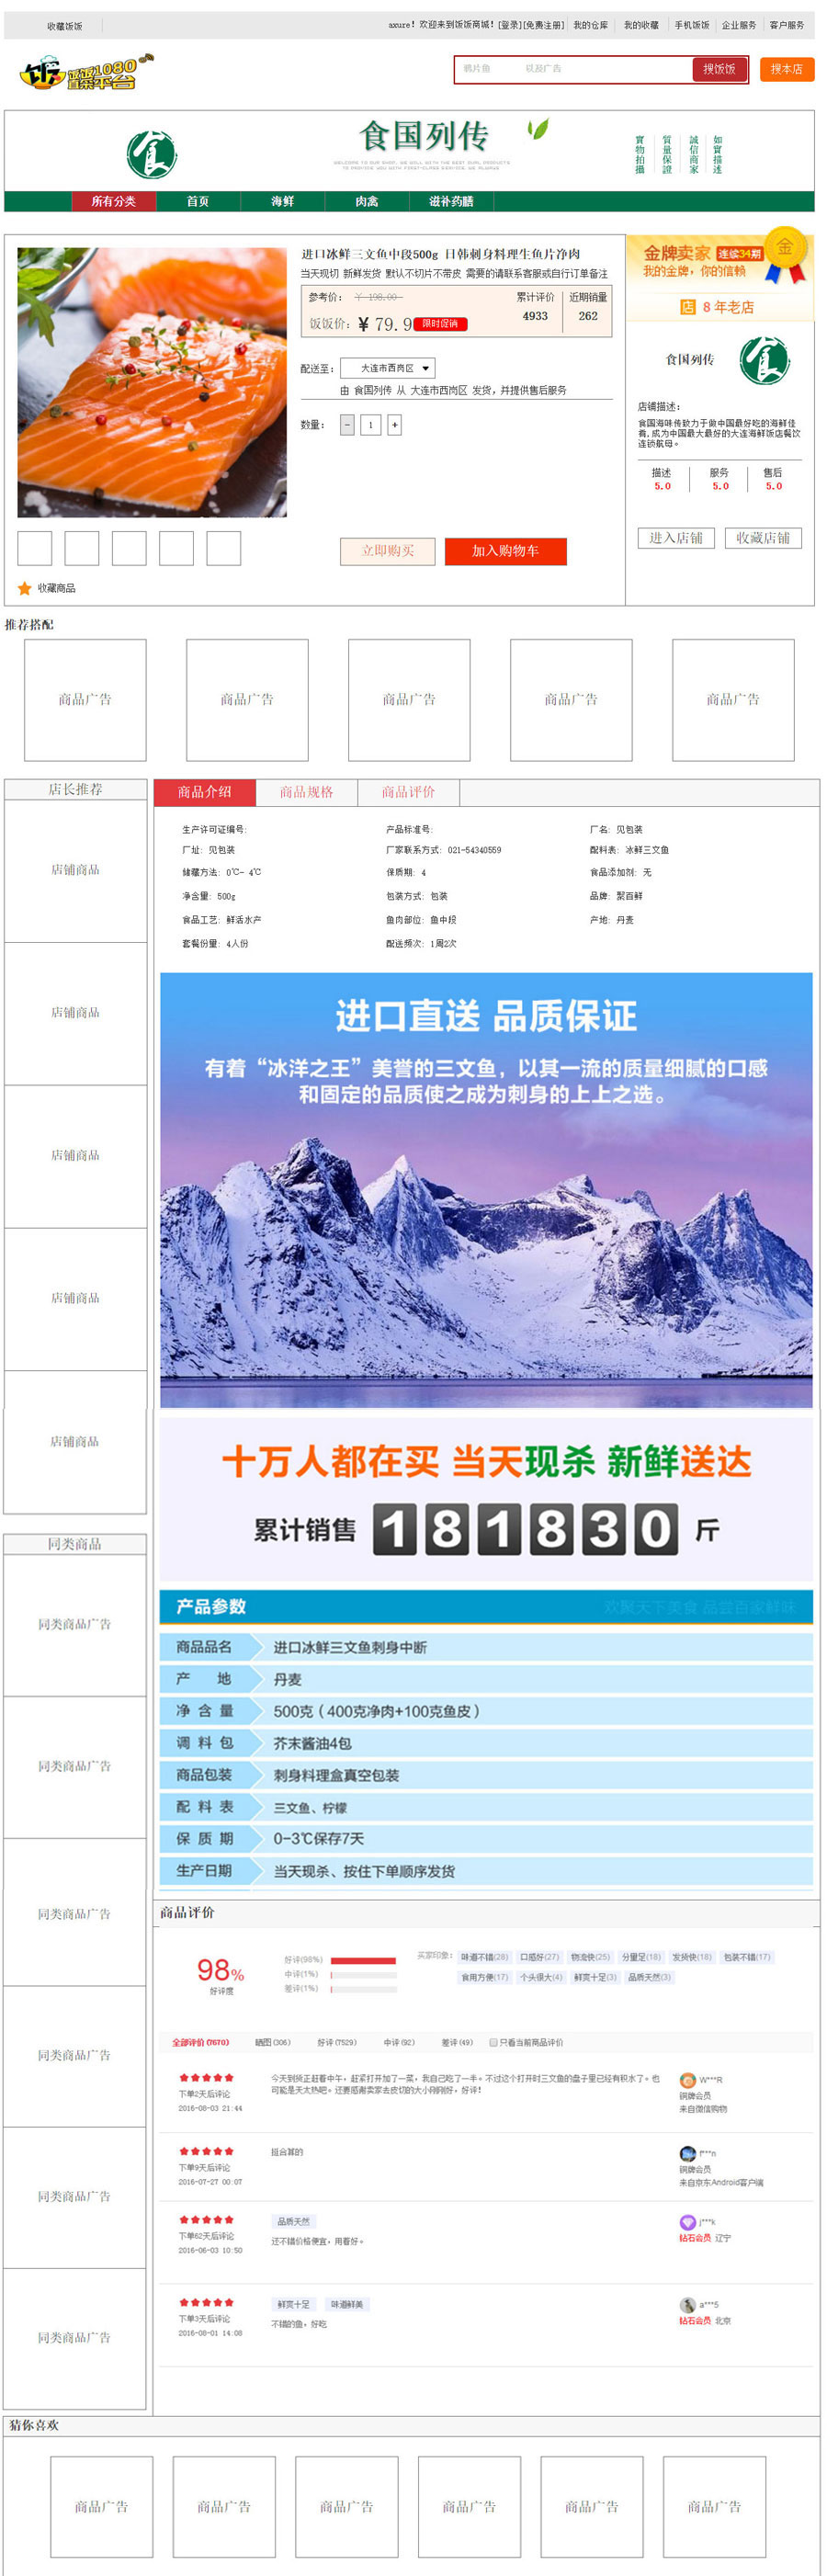 收藏饭饭
axure! 欢迎来到饭饭商城! [登录][免费注册] 我的仓库 我的收藏 手机饭饭 企业服务 客户服务
饭饭1080
直采平台
鸦片鱼 以及广告 搜饭饭 搜本店
食
食国列传
實物拍攝 質量保證 誠信商家 如實描述
所有分类 首页 海鲜 肉禽 滋补药膳
进口冰鲜三文鱼中段500g 日韩刺身料理生鱼片净肉
当天现切 新鲜发货 默认不切片不带皮 需要的请联系客服或自行订单备注
参考价: ￥ 198.00 累计评价 近期销量
饭饭价: ￥ 79.9 限时促销 4933 262
配送至: 大连市西岗区
由 食国列传 从 大连市西岗区 发货, 并提供售后服务
数量: - 1 +
立即购买 加入购物车
收藏商品
金牌卖家 连续34期 金
我的金牌, 你的信赖
店 8 年老店
食国列传 食
店铺描述:
食国海味传致力于做中国最好吃的海鲜佳
肴,成为中国最大最好的大连海鲜饭店餐饮
连锁航母。
描述 服务 售后
5.0 5.0 5.0
进入店铺 收藏店铺
推荐搭配
商品广告 商品广告 商品广告 商品广告 商品广告
店长推荐
店铺商品
店铺商品
店铺商品
店铺商品
店铺商品
同类商品
同类商品广告
同类商品广告
同类商品广告
同类商品广告
同类商品广告
同类商品广告
商品介绍 商品规格 商品评价
生产许可证编号: 产品标准号: 厂名: 见包装
厂址: 见包装 厂家联系方式: 021-54340559 配料表: 冰鲜三文鱼
储藏方法: 0℃- 4℃ 保质期: 4 食品添加剂: 无
净含量: 500g 包装方式: 包装 品牌: 聚百鲜
食品工艺: 鲜活水产 鱼肉部位: 鱼中段 产地: 丹麦
套餐份量: 4人份 配送频次: 1周2次
进口直送 品质保证
有着“冰洋之王”美誉的三文鱼, 以其一流的质量细腻的口感
和固定的品质使之成为刺身的上上之选。
十万人都在买 当天现杀 新鲜送达
累计销售 181830 斤
产品参数 欢聚天下美食 品尝百家鲜味
商品品名 进口冰鲜三文鱼刺身中断
产 地 丹麦
净 含 量 500克 ( 400克净肉+100克鱼皮 )
调 料 包 芥末酱油4包
商品包装 刺身料理盒真空包装
配 料 表 三文鱼、柠檬
保 质 期 0-3℃保存7天
生产日期 当天现杀、按住下单顺序发货
商品评价
98%
好评度
好评(98%)
中评(1%)
差评(1%)
买家印象: 味道不错(28) 口感好(27) 物流快(25) 分量足(18) 发货快(18) 包装不错(17)
食用方便(17) 个头很大(4) 鲜爽十足(3) 品质天然(3)
全部评价 (7670) 晒图 (306) 好评 (7529) 中评 (92) 差评 (49) 只看当前商品评价
今天到货正赶着中午, 赶紧打开加了一菜, 我自己吃了一半。不过这个打开时三文鱼的盘子里已经有积水了。也
可能是天太热吧。还要感谢卖家去皮切的大小刚刚好, 好评!
下单2天后评论
2016-08-03 21:44
W***R
铜牌会员
来自微信购物
挺合算的
下单9天后评论
2016-07-27 00:07
f***n
铜牌会员
来自京东Android客户端
品质天然
还不错价格便宜, 用着好。
下单62天后评论
2016-06-03 10:50
j***k
钻石会员 辽宁
鲜爽十足 味道鲜美
不错的鱼, 好吃
下单3天后评论
2016-08-01 14:08
a***5
钻石会员 北京
猜你喜欢
商品广告 商品广告 商品广告 商品广告 商品广告 商品广告